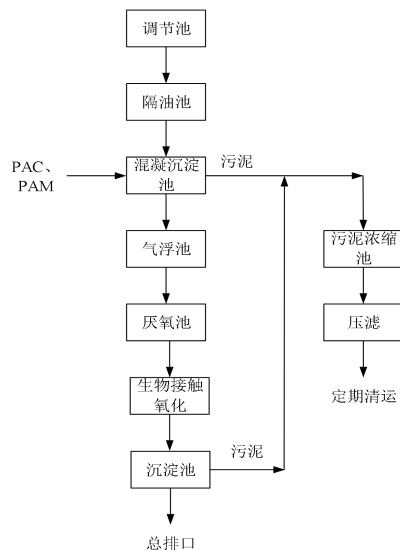 调节池
隔油池
PAC、
PAM
混凝沉淀
池
污泥
气浮池
污泥浓缩
池
厌氧池
压滤
生物接触
氧化
定期清运
沉淀池
污泥
总排口